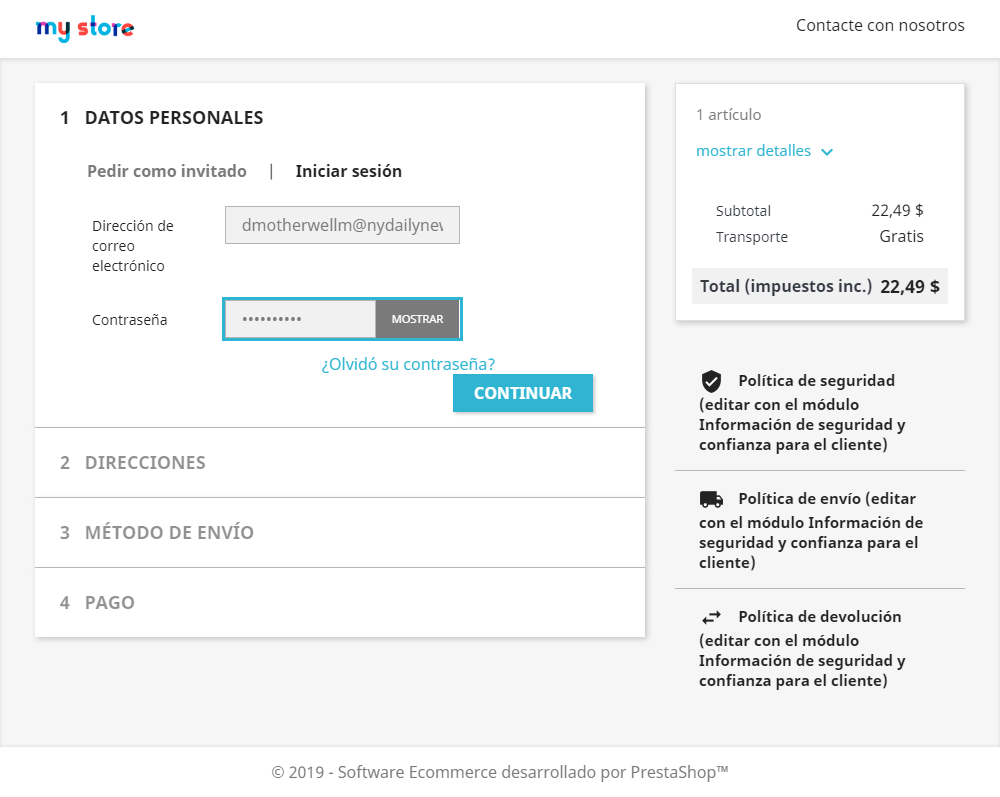 my store
Contacte con nosotros
1 DATOS PERSONALES
Pedir como invitado | Iniciar sesión
Dirección de
correo
electrónico
dmotherwellm@nydailynew
Contraseña
••••••••••
MOSTRAR
¿Olvidó su contraseña?
CONTINUAR
2 DIRECCIONES
3 MÉTODO DE ENVÍO
4 PAGO
1 artículo
mostrar detalles
Subtotal 22,49 $
Transporte Gratis
Total (impuestos inc.) 22,49 $
Política de seguridad
(editar con el módulo
Información de seguridad y
confianza para el cliente)
Política de envío (editar
con el módulo Información de
seguridad y confianza para el
cliente)
Política de devolución
(editar con el módulo
Información de seguridad y
confianza para el cliente)
© 2019 - Software Ecommerce desarrollado por PrestaShop™